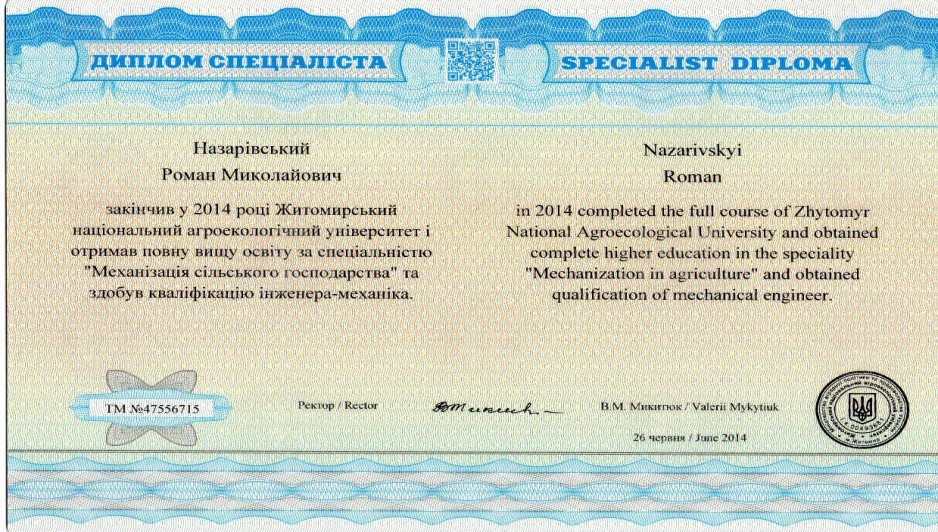 ДИПЛОМ СПЕЦІАЛІСТА
Назарівський
Роман Миколайович
закінчив у 2014 році Житомирський
національний агроекологічний університет і
отримав повну вищу освіту за спеціальністю
"Механізація сільського господарства" та
здобув кваліфікацію інженера-механіка.
SPECIALIST DIPLOMA
Nazarivskyi
Roman
in 2014 completed the full course of Zhytomyr
National Agroecological University and obtained
complete higher education in the speciality
"Mechanization in agriculture" and obtained
qualification of mechanical engineer.
ТМ №47556715
Ректор / Rector
В.М. Микитюк / Valerii Mykytiuk
26 червня / June 2014